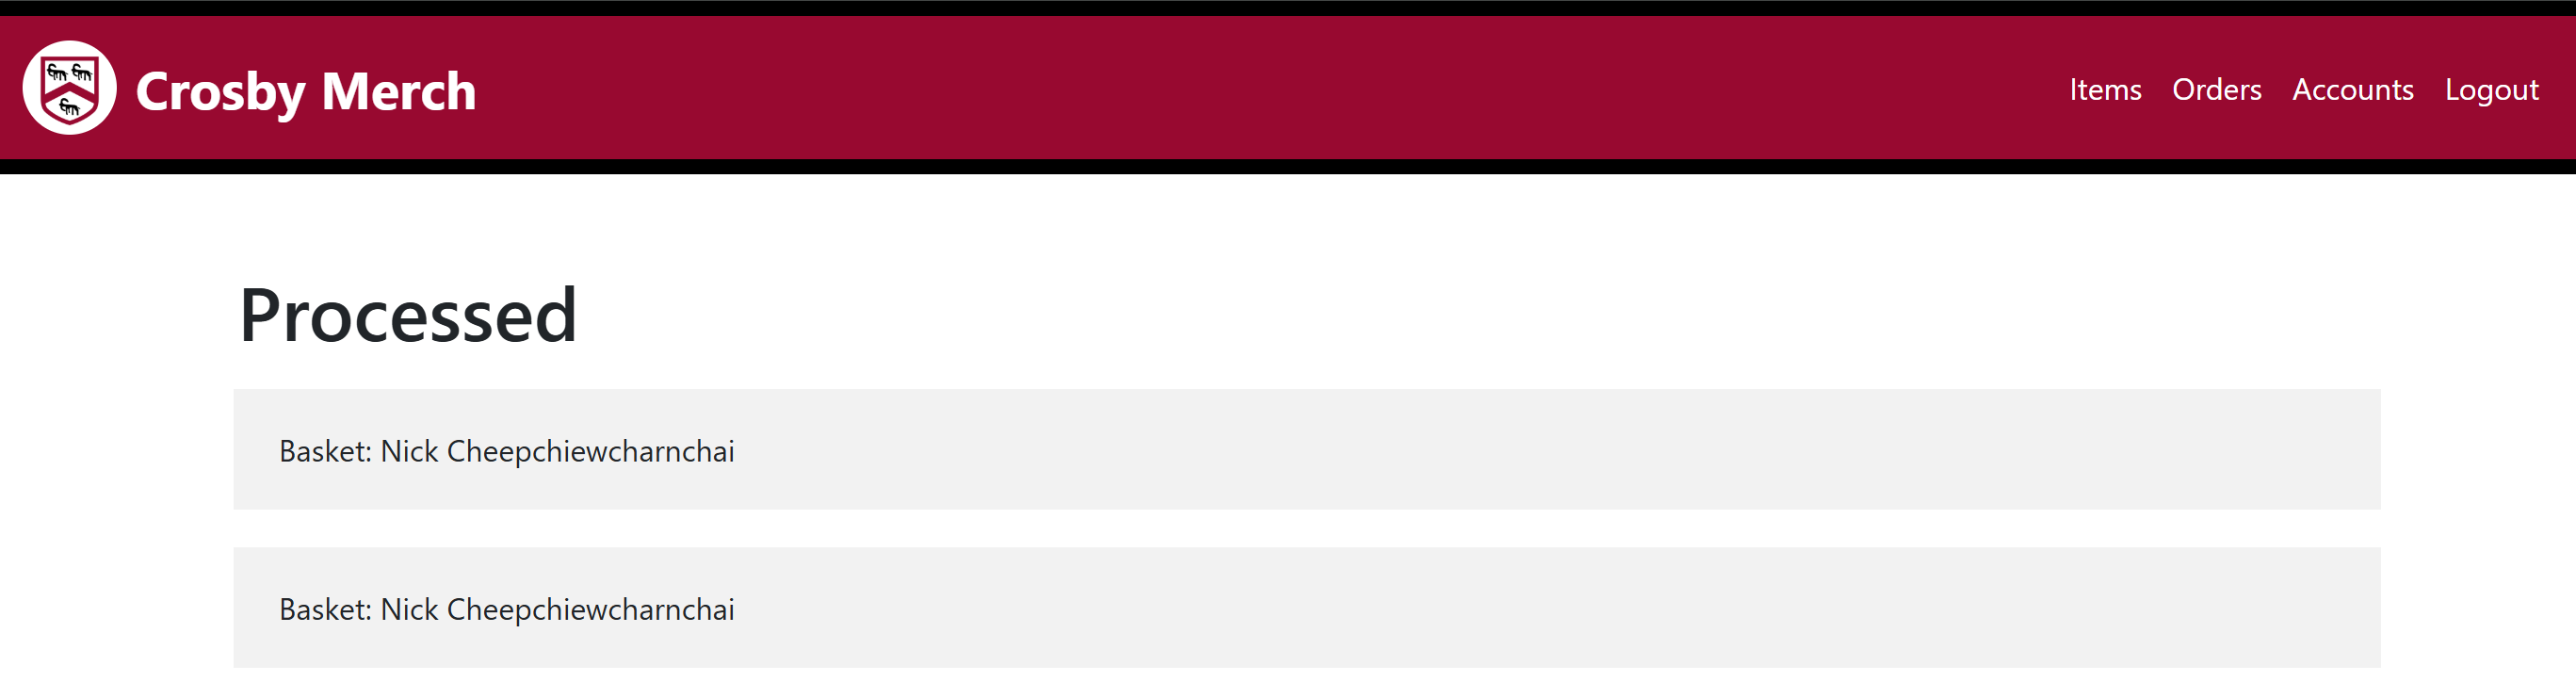 Crosby Merch
Items Orders Accounts Logout
Processed
Basket: Nick Cheepchiewcharnchai
Basket: Nick Cheepchiewcharnchai